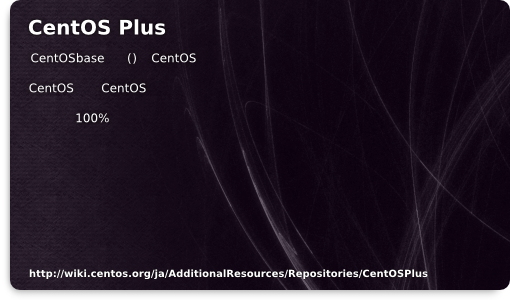 CentOS Plus
CentOSbase () CentOS
CentOS CentOS
100%
http://wiki.centos.org/ja/AdditionalResources/Repositories/CentOSPlus